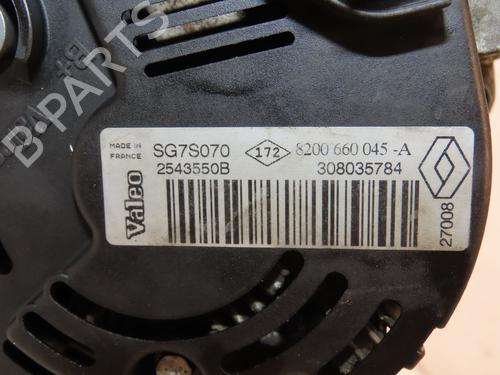 B-PARTS
B+
MADE IN FRANCE
SG7S070
172
8200 660 045 -A
2543550B
308035784
Valeo
27008